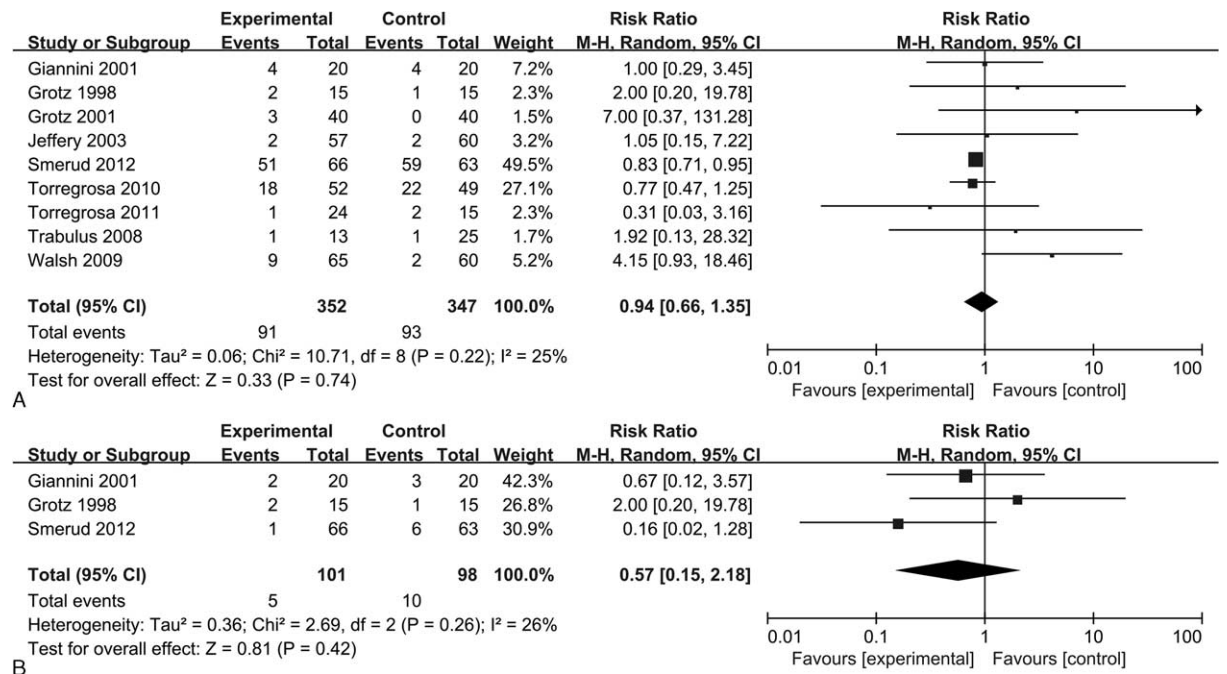 Experimental Control Risk Ratio Risk Ratio
Study or Subgroup Events Total Events Total Weight M-H, Random, 95% CI M-H, Random, 95% CI
Giannini 2001 4 20 4 20 7.2% 1.00 [0.29, 3.45]
Grotz 1998 2 15 1 15 2.3% 2.00 [0.20, 19.78]
Grotz 2001 3 40 0 40 1.5% 7.00 [0.37, 131.28]
Jeffery 2003 2 57 2 60 3.2% 1.05 [0.15, 7.22]
Smerud 2012 51 66 59 63 49.5% 0.83 [0.71, 0.95]
Torregrosa 2010 18 52 22 49 27.1% 0.77 [0.47, 1.25]
Torregrosa 2011 1 24 2 15 2.3% 0.31 [0.03, 3.16]
Trabulus 2008 1 13 1 25 1.7% 1.92 [0.13, 28.32]
Walsh 2009 9 65 2 60 5.2% 4.15 [0.93, 18.46]
Total (95% CI) 352 347 100.0% 0.94 [0.66, 1.35]
Total events 91 93
Heterogeneity: Tau² = 0.06; Chi² = 10.71, df = 8 (P = 0.22); I² = 25%
Test for overall effect: Z = 0.33 (P = 0.74)
0.01 0.1 1 10 100
Favours [experimental] Favours [control]
A
Experimental Control Risk Ratio Risk Ratio
Study or Subgroup Events Total Events Total Weight M-H, Random, 95% CI M-H, Random, 95% CI
Giannini 2001 2 20 3 20 42.3% 0.67 [0.12, 3.57]
Grotz 1998 2 15 1 15 26.8% 2.00 [0.20, 19.78]
Smerud 2012 1 66 6 63 30.9% 0.16 [0.02, 1.28]
Total (95% CI) 101 98 100.0% 0.57 [0.15, 2.18]
Total events 5 10
Heterogeneity: Tau² = 0.36; Chi² = 2.69, df = 2 (P = 0.26); I² = 26%
Test for overall effect: Z = 0.81 (P = 0.42)
0.01 0.1 1 10 100
Favours [experimental] Favours [control]
B